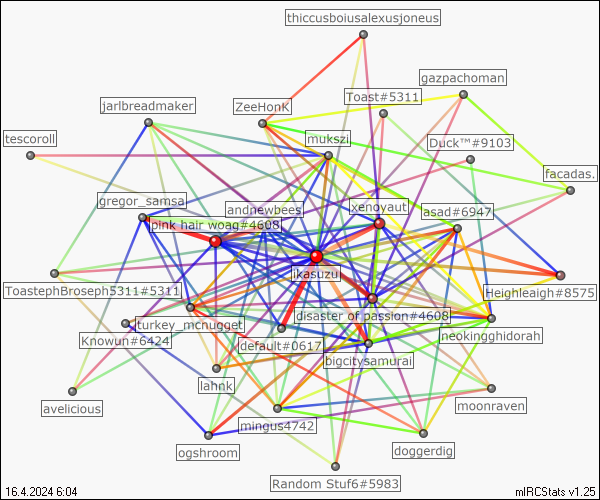 thiccusboiusalexusjoneus
gazpachoman
Toast#5311
jarlbreadmaker
ZeeHonK
mukszi
Duck™#9103
tescoroll
facadas.
gregor_samsa
andnewbees
xenoyaut
asad#6947
pink hair woag#4608
ikasuzu
ToastephBroseph5311#5311
Heighleaigh#8575
disaster of passion#4608
turkey_mcnugget
neokingghidorah
Knowun#6424
!default#0617
bigcitysamurai
lahnk
avelicious
moonraven
mingus4742
ogshroom
doggerdig
Random Stuf6#5983
16.4.2024 6:04
mIRCStats v1.25